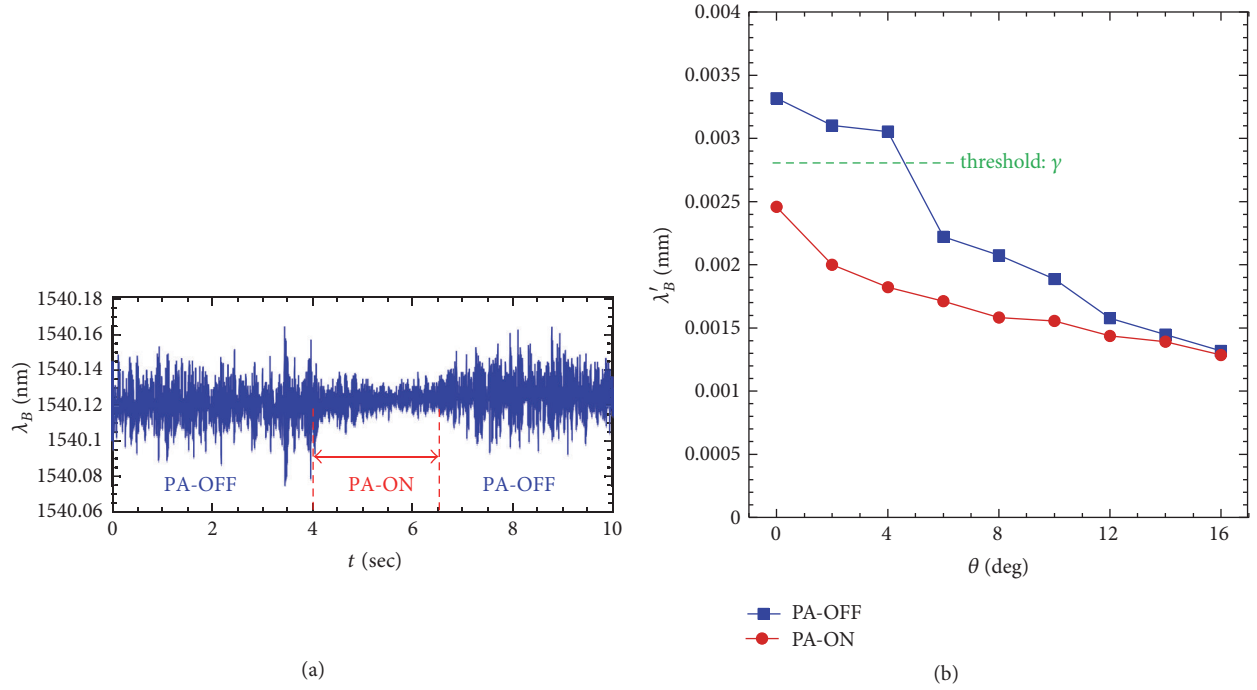 1540.18
1540.16
1540.14
1540.12
1540.1
1540.08
1540.06
λ_B (nm)
PA-OFF
PA-ON
PA-OFF
0
2
4
6
8
10
t (sec)
(a)
0.004
0.0035
0.003
0.0025
0.002
0.0015
0.001
0.0005
0
λ′_B (mm)
threshold: γ
0
4
8
12
16
θ (deg)
PA-OFF
PA-ON
(b)